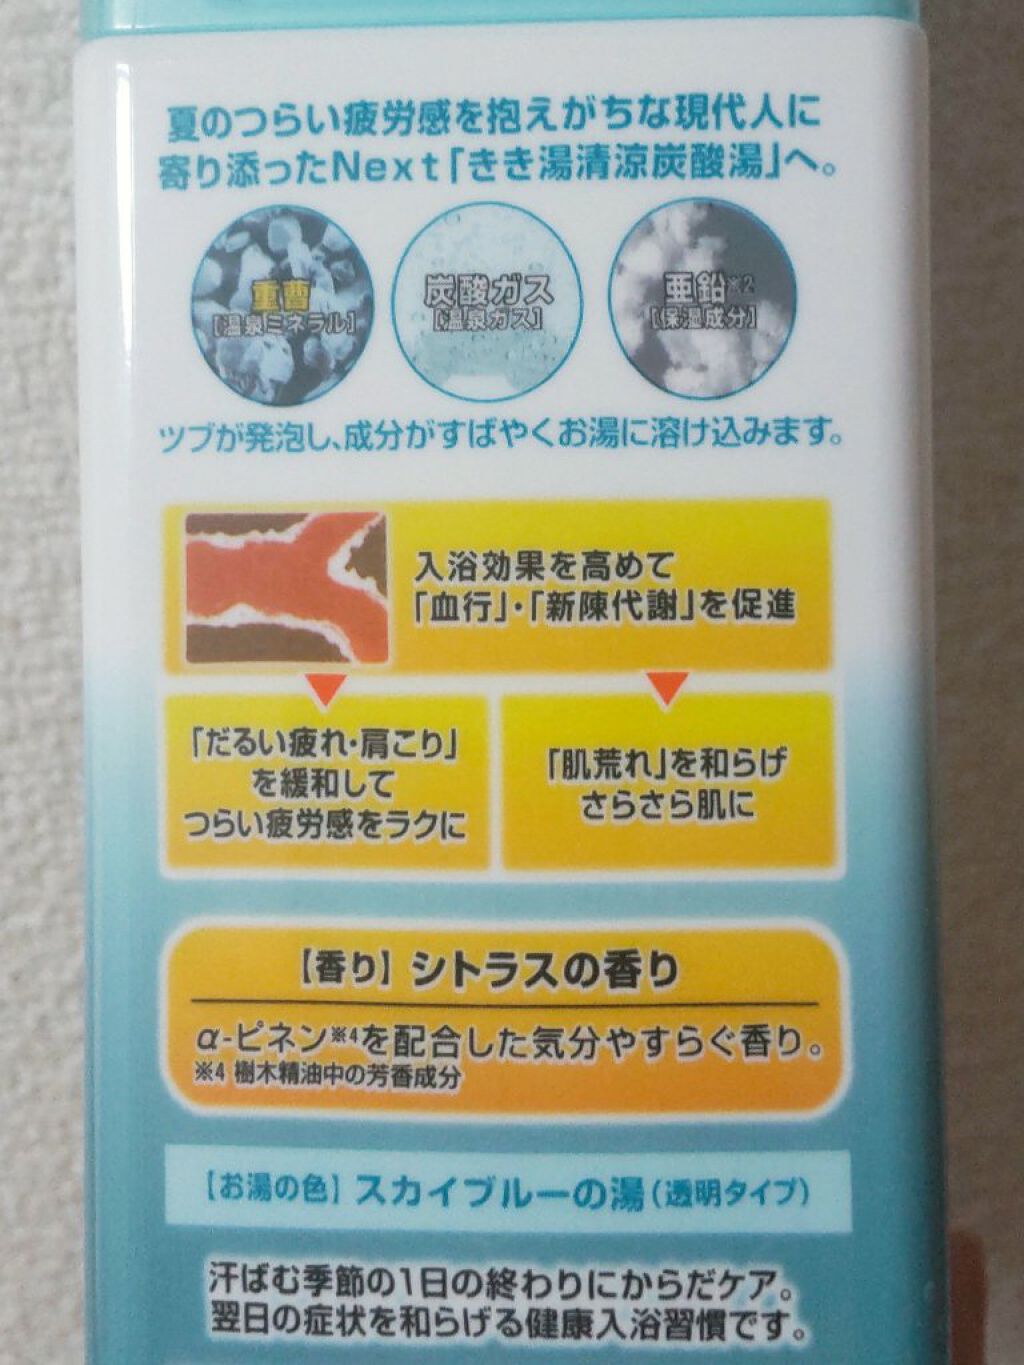 夏のつらい疲労感を抱えがちな現代人に
寄り添ったNext「きき湯清涼炭酸湯」へ。
重曹
[温泉ミネラル]
炭酸ガス
[温泉ガス]
亜鉛※2
[保湿成分]
ツブが発泡し、成分がすばやくお湯に溶け込みます。
入浴効果を高めて
「血行」・「新陳代謝」を促進
「だるい疲れ・肩こり」
を緩和して
つらい疲労感をラクに
「肌荒れ」を和らげ
さらさら肌に
【香り】シトラスの香り
α-ピネン※4を配合した気分やすらぐ香り。
※4 樹木精油中の芳香成分
【お湯の色】スカイブルーの湯(透明タイプ)
汗ばむ季節の1日の終わりにからだケア。
翌日の症状を和らげる健康入浴習慣です。